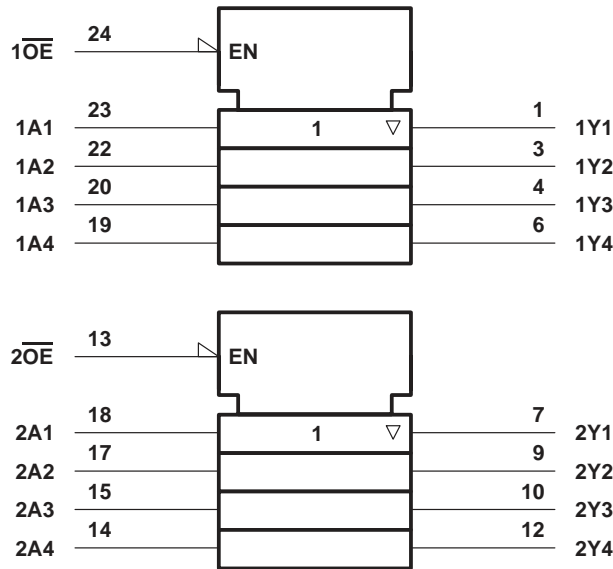 1O̅E̅ 24 EN
1A1 23 1 ▽ 1 1Y1
1A2 22 3 1Y2
1A3 20 4 1Y3
1A4 19 6 1Y4
2O̅E̅ 13 EN
2A1 18 1 ▽ 7 2Y1
2A2 17 9 2Y2
2A3 15 10 2Y3
2A4 14 12 2Y4